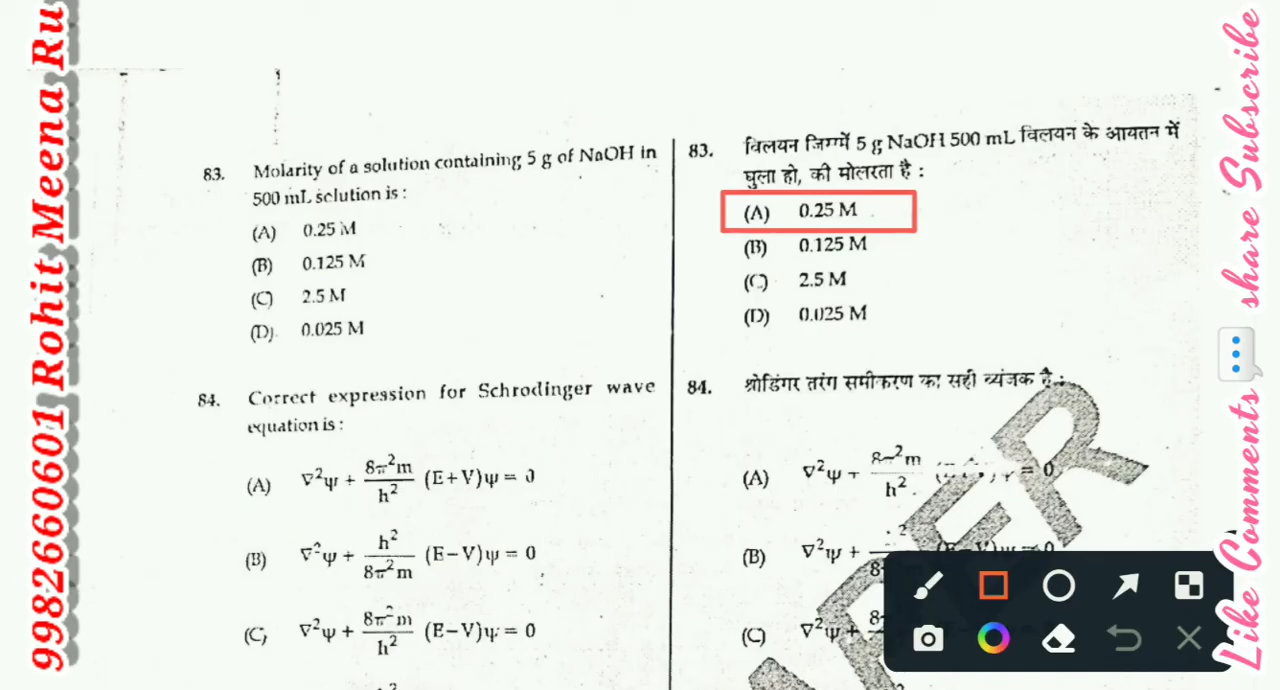 9982660601 Rohit Meena Ru
83. Molarity of a solution containing 5 g of NaOH in
500 mL solution is :
(A) 0.25 M
(B) 0.125 M
(C) 2.5 M
(D) 0.025 M
84. Correct expression for Schrodinger wave
equation is :
(A) ∇²ψ + 8π²m/h² (E+V)ψ = 0
(B) ∇²ψ + h²/8π²m (E−V)ψ = 0
(C) ∇²ψ + 8π²m/h² (E−V)ψ = 0
83. विलयन जिसमें 5 g NaOH 500 mL विलयन के आयतन में
घुला हो, की मोलरता है :
(A) 0.25 M
(B) 0.125 M
(C) 2.5 M
(D) 0.025 M
84. श्रोडिंगर तरंग समीकरण का सही व्यंजक है :
(A) ∇²ψ + 8π²m/h² ψ = 0
(B) ∇²ψ + (E−V)ψ = 0
(C) ∇²ψ +
Like Comments share Subscribe